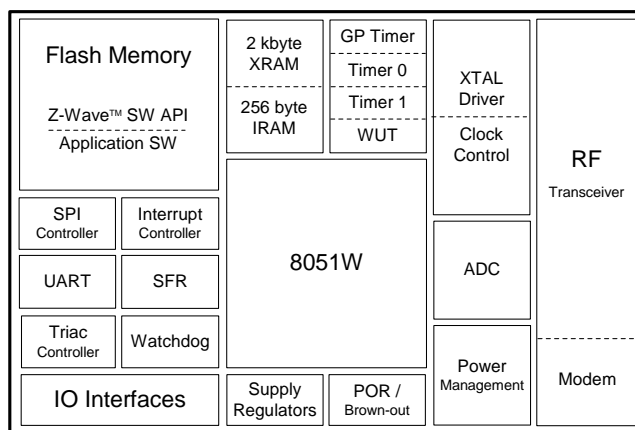 Flash Memory
Z-Wave™ SW API
Application SW
2 kbyte
XRAM
256 byte
IRAM
GP Timer
Timer 0
Timer 1
WUT
XTAL
Driver
Clock
Control
RF
Transceiver
SPI
Controller
Interrupt
Controller
UART
SFR
Triac
Controller
Watchdog
8051W
ADC
Power
Management
Modem
IO Interfaces
Supply
Regulators
POR /
Brown-out